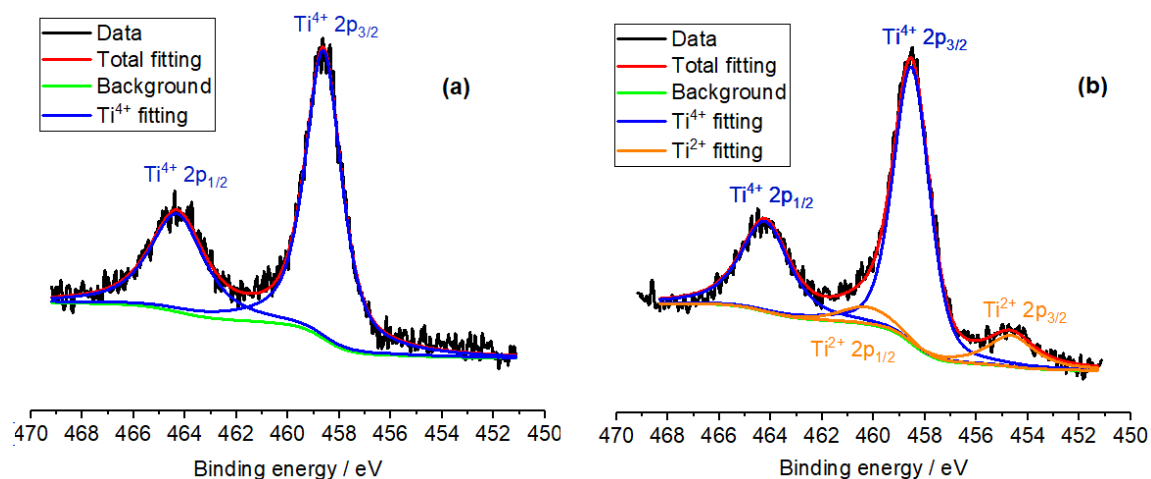 Data
Total fitting
Background
Ti⁴⁺ fitting
Ti⁴⁺ 2p₃/₂
(a)
Ti⁴⁺ 2p₁/₂
470 468 466 464 462 460 458 456 454 452 450
Binding energy / eV
Data
Total fitting
Background
Ti⁴⁺ fitting
Ti²⁺ fitting
Ti⁴⁺ 2p₃/₂
(b)
Ti⁴⁺ 2p₁/₂
Ti²⁺ 2p₃/₂
Ti²⁺ 2p₁/₂
470 468 466 464 462 460 458 456 454 452 450
Binding energy / eV